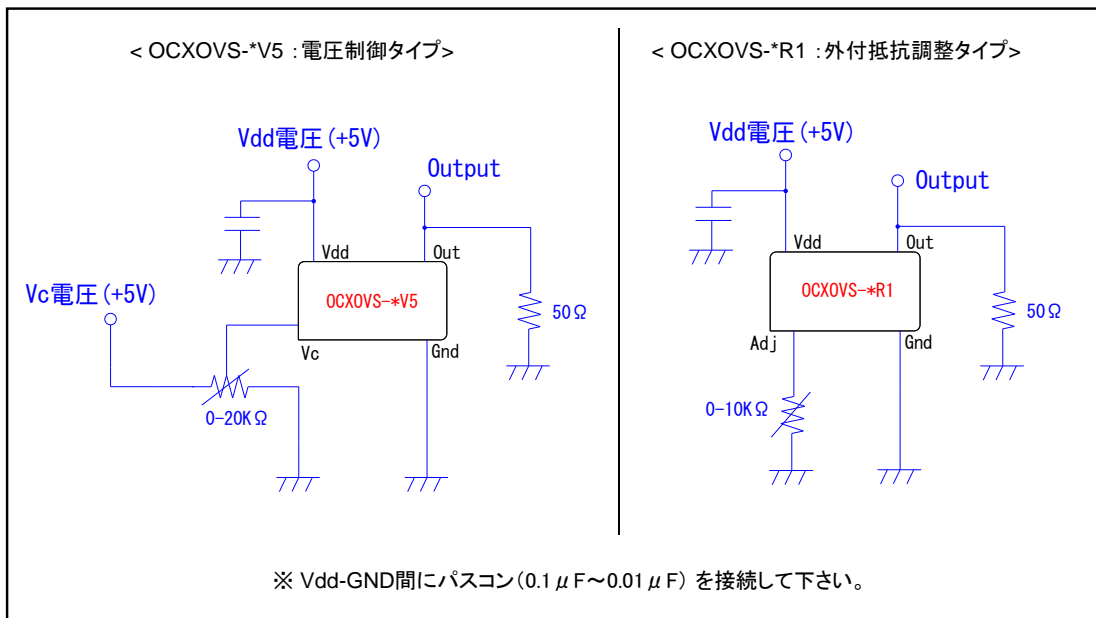 < OCXOVS-*V5 :電圧制御タイプ>
Vdd電圧(+5V)
Output
Vdd
Out
OCXOVS-*V5
Vc電圧(+5V)
Vc
Gnd
50Ω
0-20KΩ
< OCXOVS-*R1 :外付抵抗調整タイプ>
Vdd電圧(+5V)
Output
Vdd
Out
OCXOVS-*R1
Adj
Gnd
50Ω
0-10KΩ
※ Vdd-GND間にパスコン(0.1μF~0.01μF) を接続して下さい。